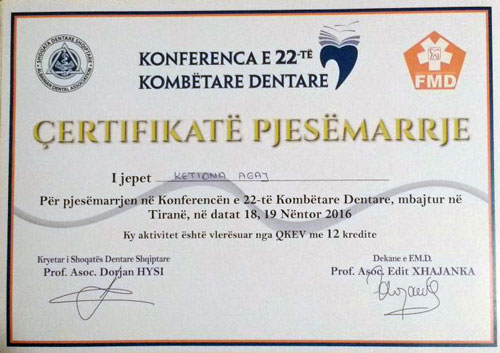 SHOQATA DENTARE SHQIPTARE
ALBANIAN DENTAL ASSOCIATION
KONFERENCA E 22-TË
KOMBËTARE DENTARE
FMD
ÇERTIFIKATË PJESËMARRJE
I jepet KETIONA AGAJ
Për pjesëmarrjen në Konferencën e 22-të Kombëtare Dentare, mbajtur në
Tiranë, në datat 18, 19 Nëntor 2016
Ky aktivitet është vlerësuar nga QKEV me 12 kredite
Kryetar i Shoqatës Dentare Shqiptare
Prof. Asoc. Dorjan HYSI
Dekane e F.M.D.
Prof. Asoc. Edit XHAJANKA